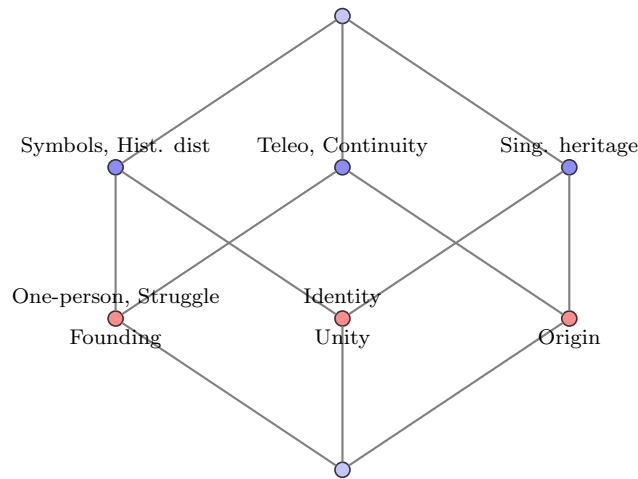 Symbols, Hist. dist
Teleo, Continuity
Sing. heritage
One-person, Struggle
Identity
Founding
Unity
Origin